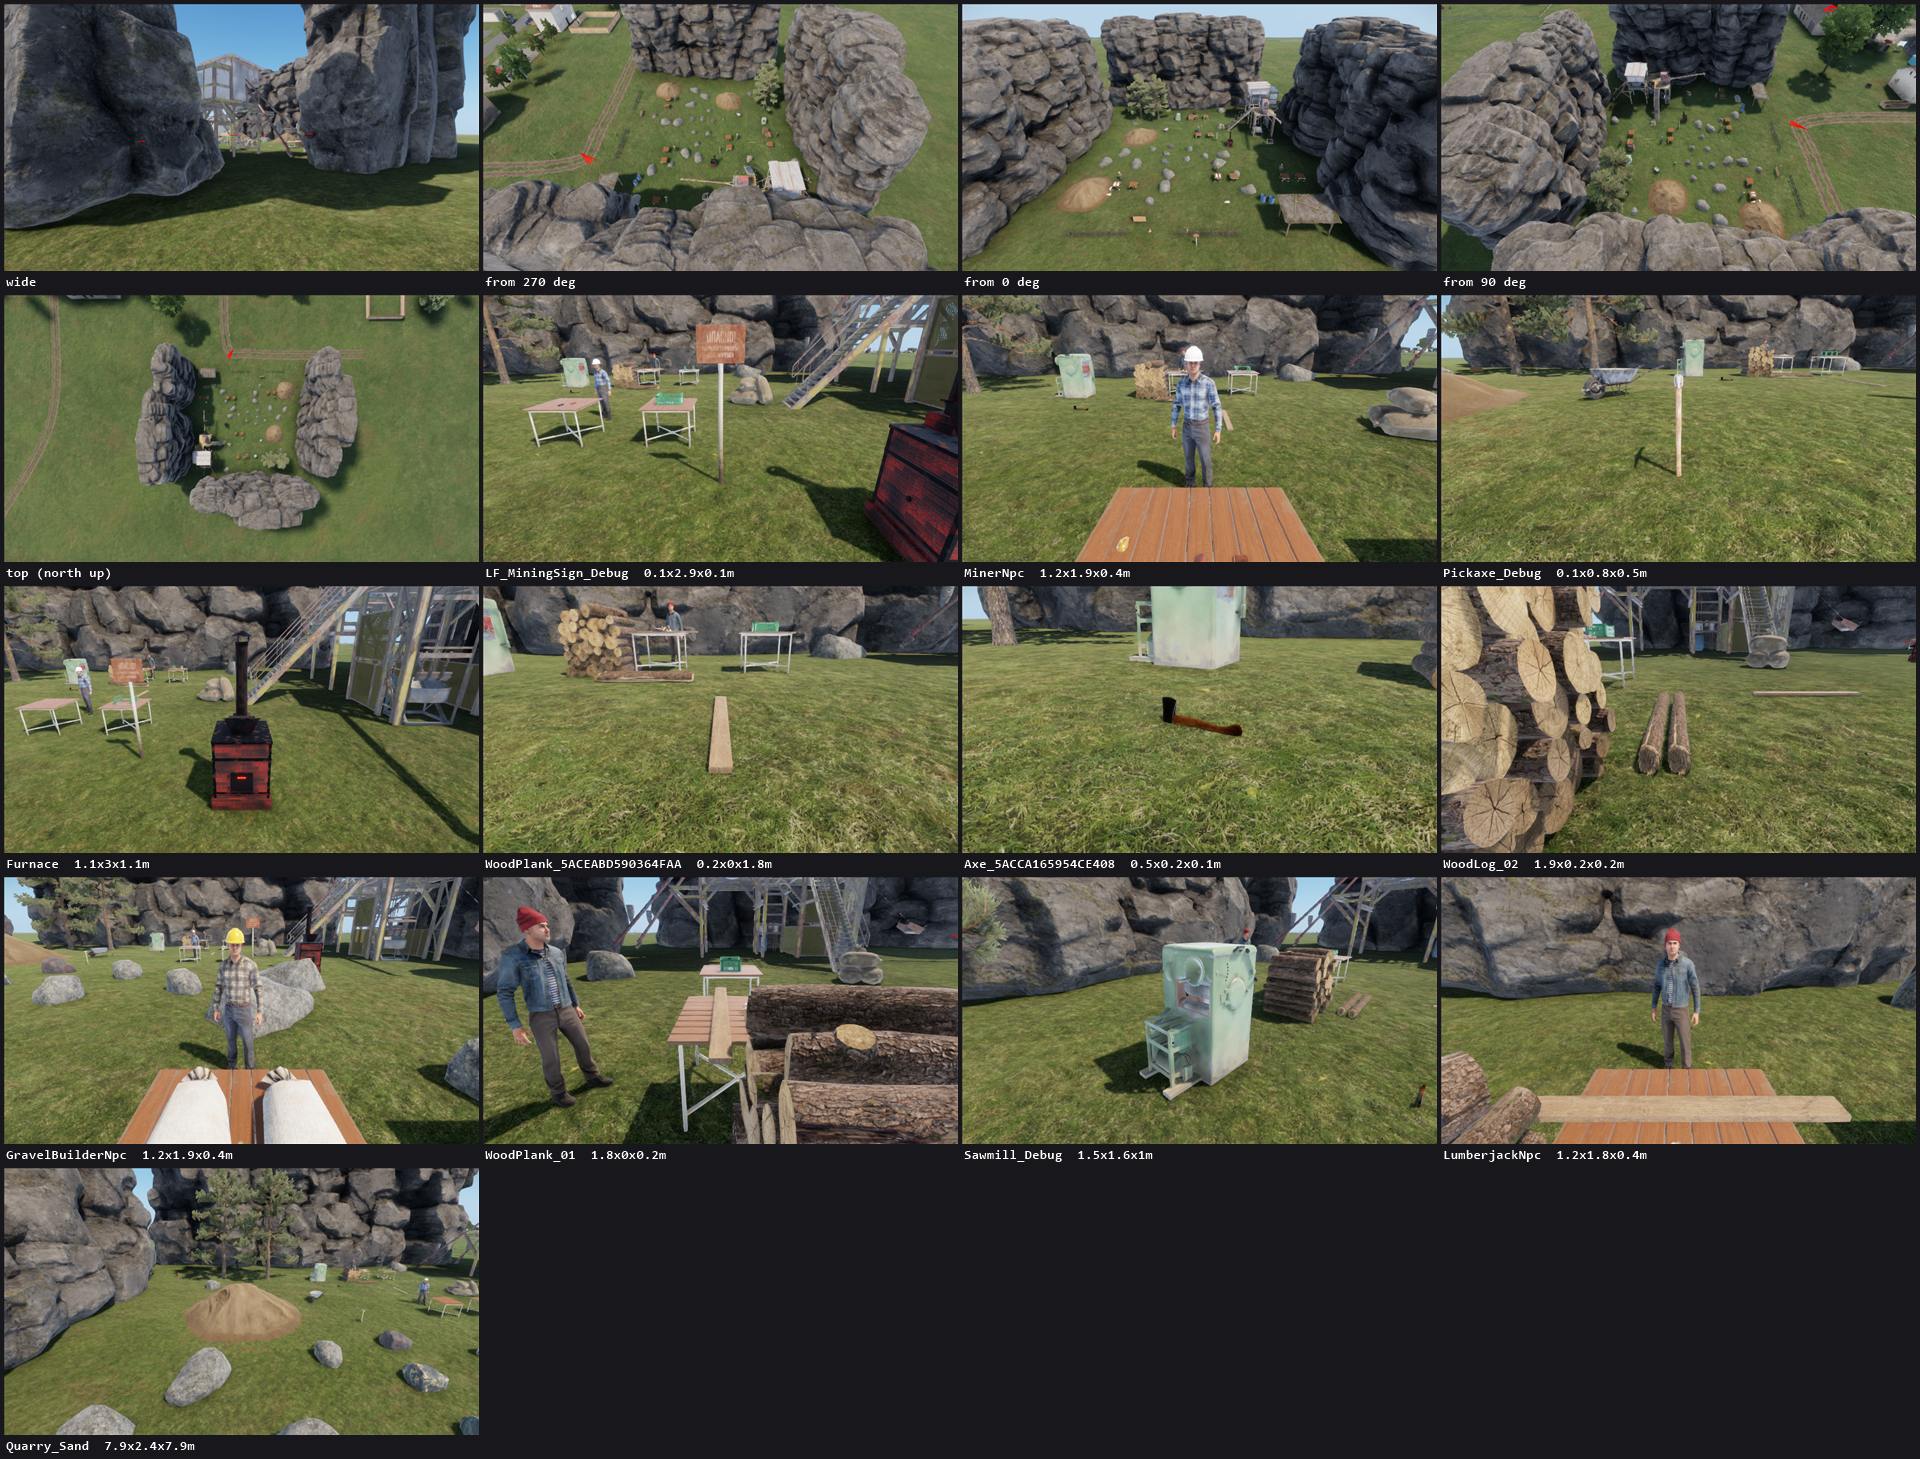 wide
from 270 deg
from 0 deg
from 90 deg
top (north up)
LF_MiningSign_Debug 0.1x2.9x0.1m
MinerNpc 1.2x1.9x0.4m
Pickaxe_Debug 0.1x0.8x0.5m
Furnace 1.1x3x1.1m
WoodPlank_5ACEABD590364FAA 0.2x0x1.8m
Axe_5ACCA165954CE408 0.5x0.2x0.1m
WoodLog_02 1.9x0.2x0.2m
GravelBuilderNpc 1.2x1.9x0.4m
WoodPlank_01 1.8x0x0.2m
Sawmill_Debug 1.5x1.6x1m
LumberjackNpc 1.2x1.8x0.4m
Quarry_Sand 7.9x2.4x7.9m